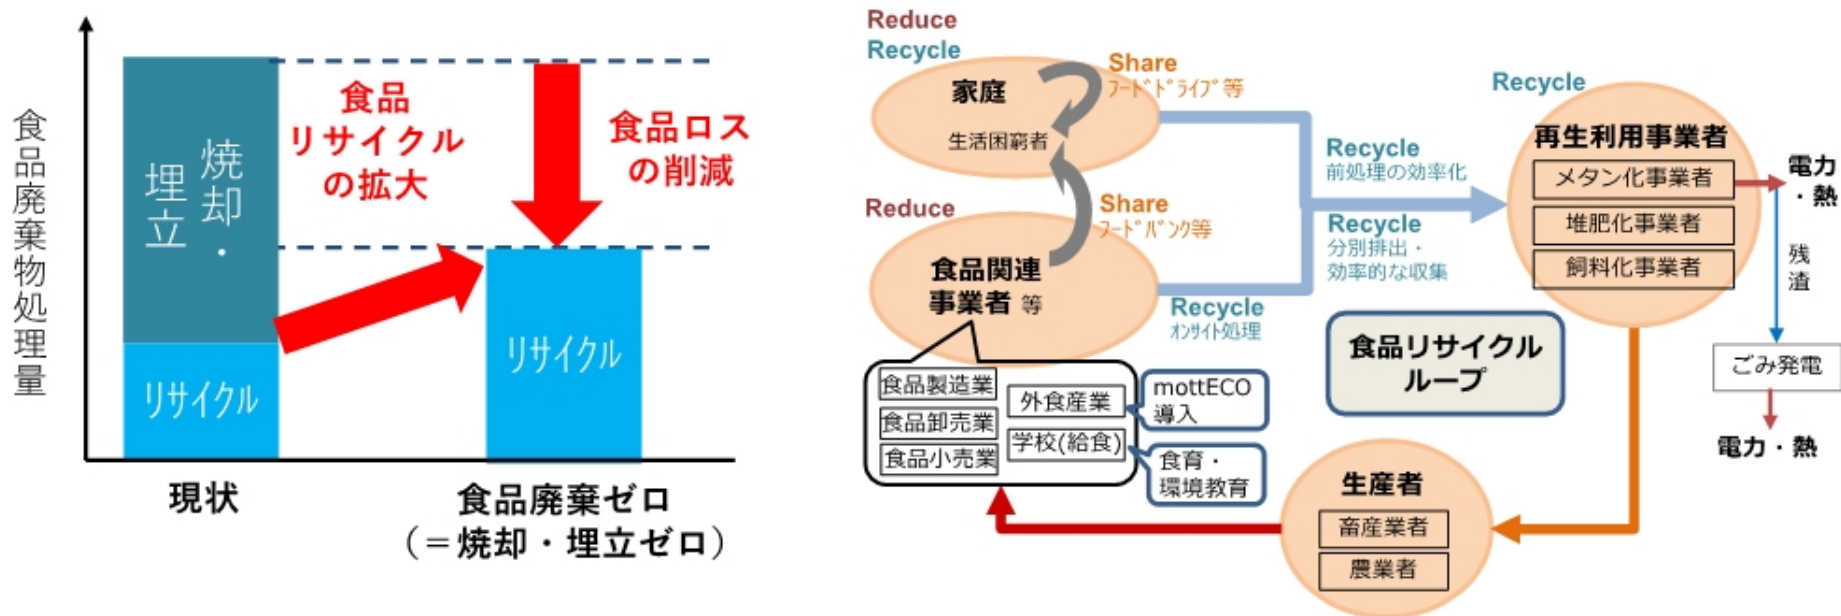 食品廃棄物処理量
焼却・
埋立
リサイクル
食品
リサイクル
の拡大
食品ロス
の削減
リサイクル
現状
食品廃棄ゼロ
（＝焼却・埋立ゼロ）
Reduce
Recycle
家庭
生活困窮者
Share
ﾌｰﾄﾞﾄﾞﾗｲﾌﾞ等
Reduce
Share
ﾌｰﾄﾞﾊﾞﾝｸ等
食品関連
事業者 等
Recycle
ｵﾝｻｲﾄ処理
食品製造業
食品卸売業
食品小売業
外食産業
学校(給食)
mottECO
導入
食育・
環境教育
Recycle
前処理の効率化
Recycle
分別排出・
効率的な収集
食品リサイクル
ループ
Recycle
再生利用事業者
メタン化事業者
堆肥化事業者
飼料化事業者
電力
・熱
残渣
ごみ発電
電力・熱
生産者
畜産業者
農業者